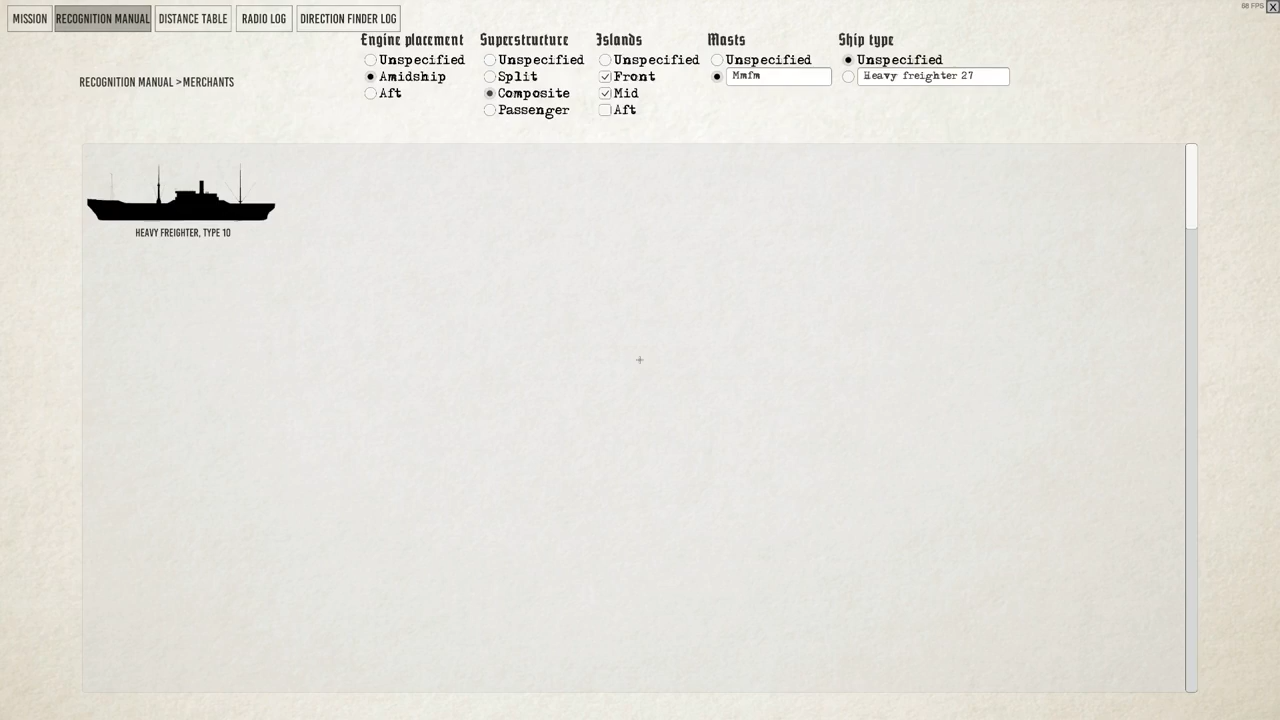 MISSION
RECOGNITION MANUAL
DISTANCE TABLE
RADIO LOG
DIRECTION FINDER LOG
68 FPS
X
RECOGNITION MANUAL > MERCHANTS
Engine placement
Unspecified
Amidship
Aft
Superstructure
Unspecified
Split
Composite
Passenger
Islands
Unspecified
Front
Mid
Aft
Masts
Unspecified
Mmfm
Ship type
Unspecified
Heavy freighter 27
HEAVY FREIGHTER, TYPE 10